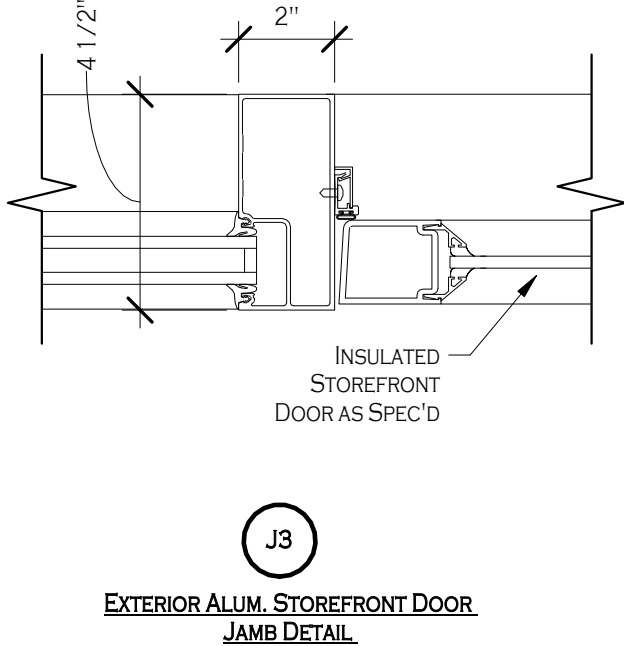 2"
4 1/2"
INSULATED
STOREFRONT
DOOR AS SPEC'D
J3
EXTERIOR ALUM. STOREFRONT DOOR
JAMB DETAIL